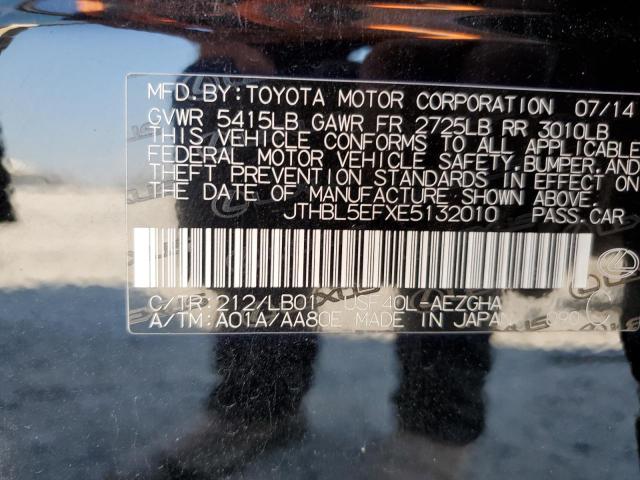 MFD. BY: TOYOTA MOTOR CORPORATION 07/14
GVWR 5415LB GAWR FR 2725LB RR 3010LB
THIS VEHICLE CONFORMS TO ALL APPLICABLE
FEDERAL MOTOR VEHICLE SAFETY, BUMPER, AND
THEFT PREVENTION STANDARDS IN EFFECT ON
THE DATE OF MANUFACTURE SHOWN ABOVE.
JTHBL5EFXE5132010 PASS. CAR
C/TR: 212/LB01 USF40L-AEZGHA
A/TM: A01A/AA80E MADE IN JAPAN